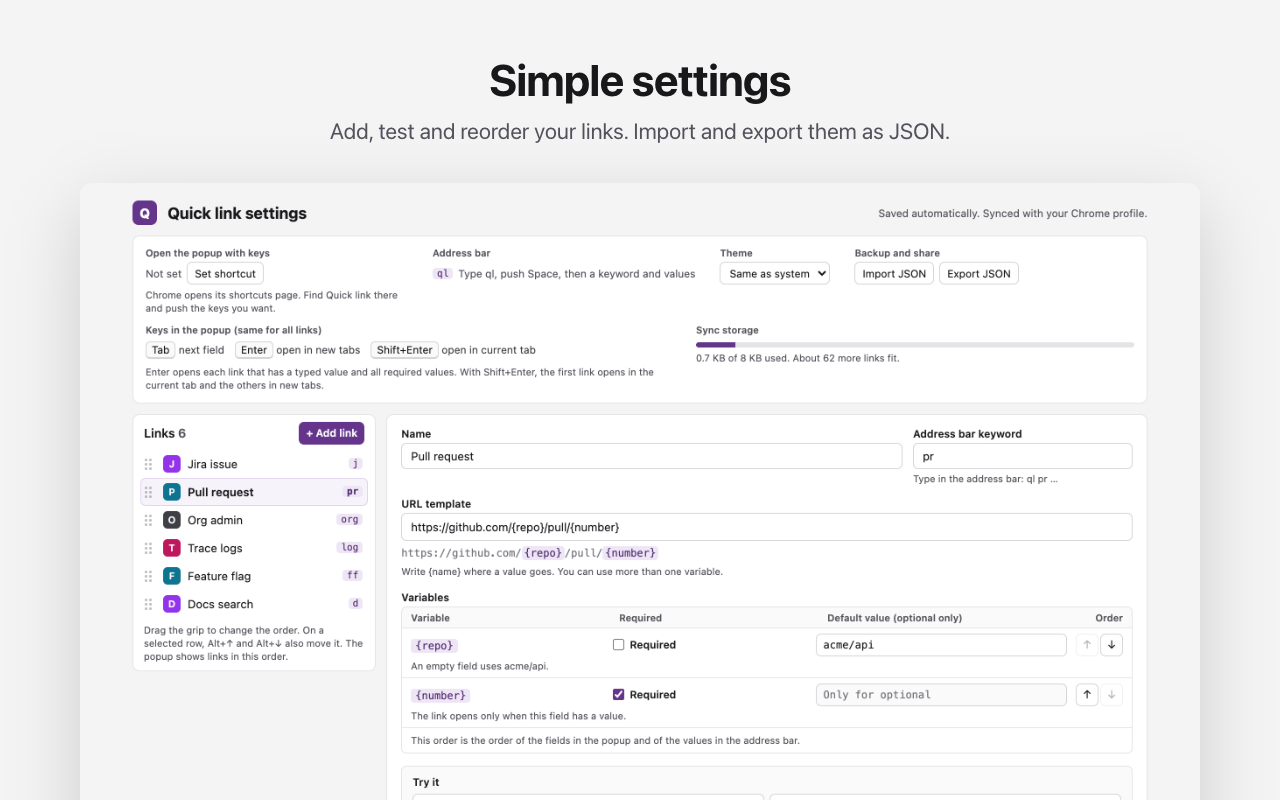 Simple settings
Add, test and reorder your links. Import and export them as JSON.
Q Quick link settings
Saved automatically. Synced with your Chrome profile.
Open the popup with keys
Not set Set shortcut
Chrome opens its shortcuts page. Find Quick link there
and push the keys you want.
Address bar
ql Type ql, push Space, then a keyword and values
Theme
Same as system
Backup and share
Import JSON Export JSON
Keys in the popup (same for all links)
Tab next field Enter open in new tabs Shift+Enter open in current tab
Enter opens each link that has a typed value and all required values. With Shift+Enter, the first link opens in the
current tab and the others in new tabs.
Sync storage
0.7 KB of 8 KB used. About 62 more links fit.
Links 6 + Add link
J Jira issue j
P Pull request pr
O Org admin org
T Trace logs log
F Feature flag ff
D Docs search d
Drag the grip to change the order. On a
selected row, Alt+↑ and Alt+↓ also move it. The
popup shows links in this order.
Name
Pull request
Address bar keyword
pr
Type in the address bar: ql pr ...
URL template
https://github.com/{repo}/pull/{number}
https://github.com/{repo}/pull/{number}
Write {name} where a value goes. You can use more than one variable.
Variables
Variable Required Default value (optional only) Order
{repo} Required acme/api ↑ ↓
An empty field uses acme/api.
{number} Required Only for optional ↑ ↓
The link opens only when this field has a value.
This order is the order of the fields in the popup and of the values in the address bar.
Try it